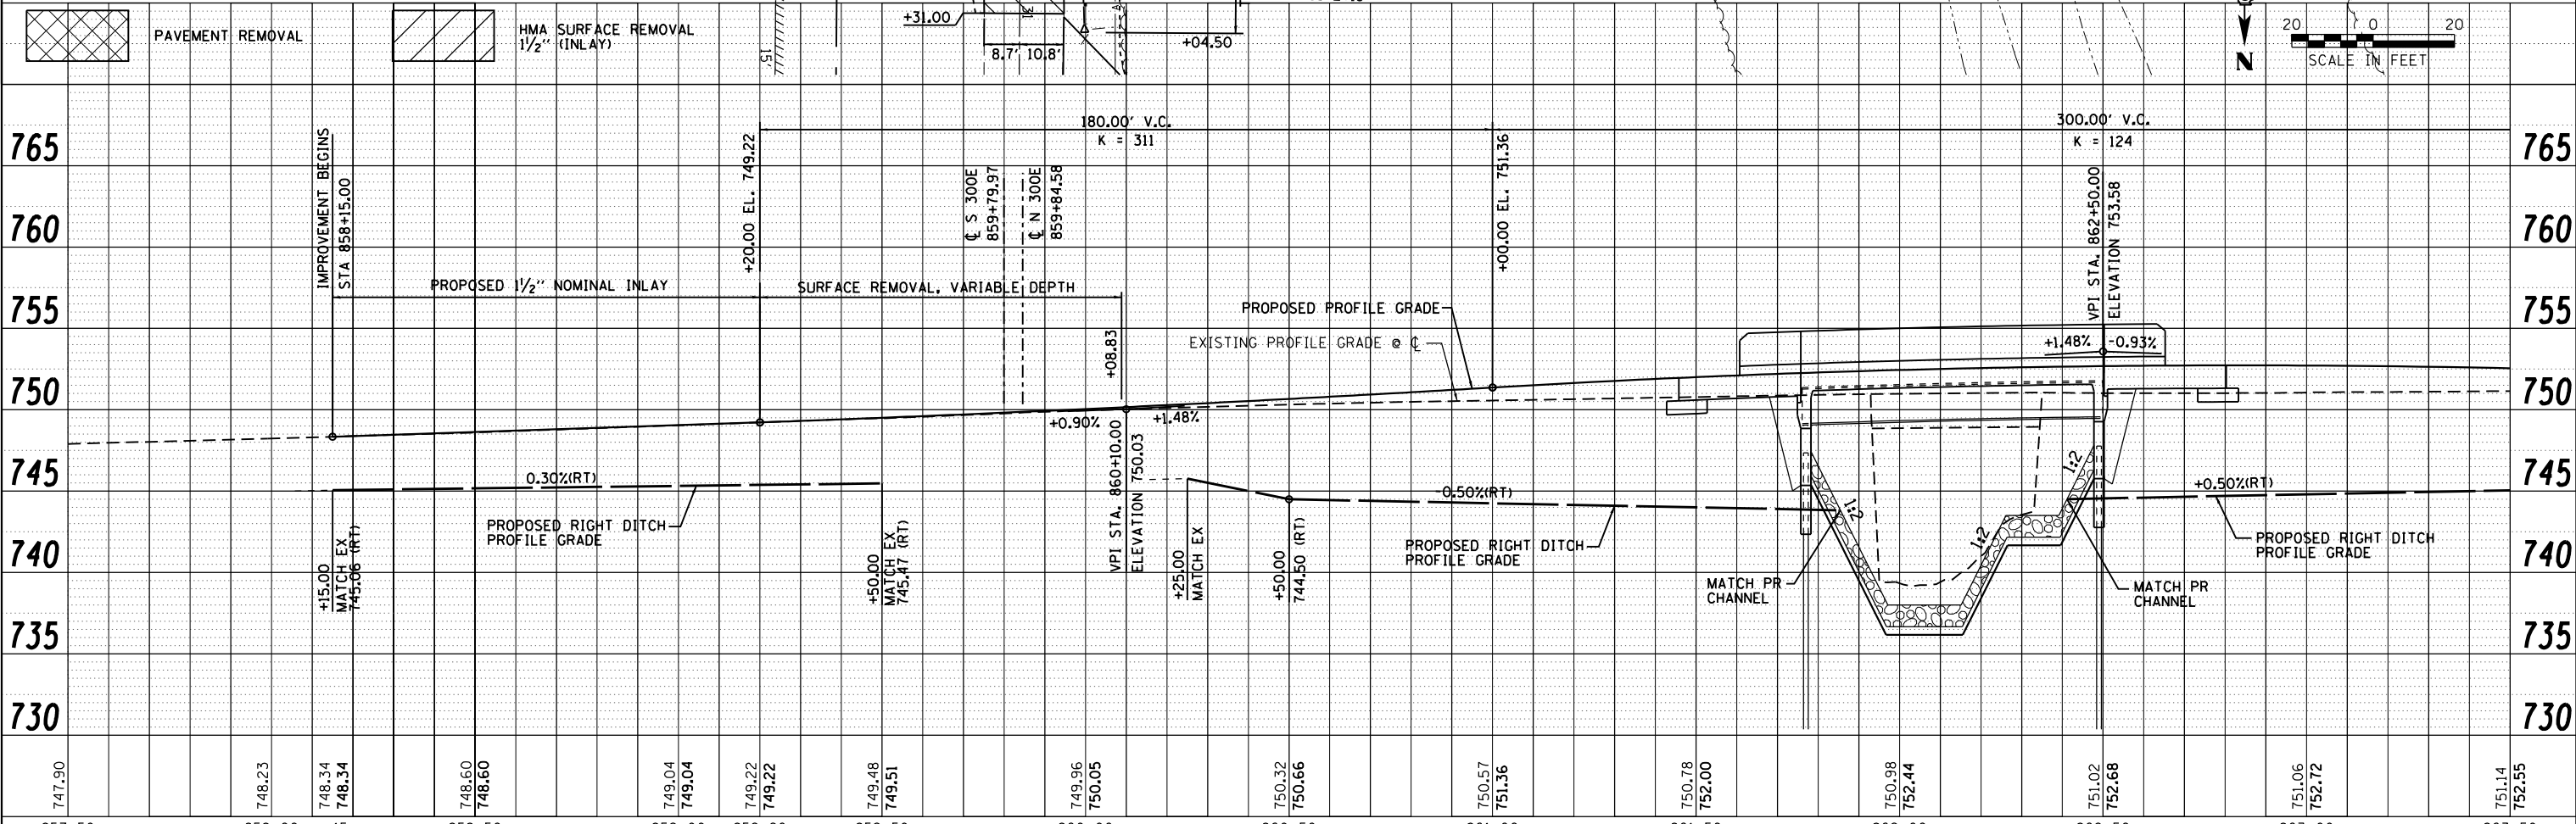 PAVEMENT REMOVAL
HMA SURFACE REMOVAL
1½" (INLAY)
15'
+31.00
31
8.7' 10.8'
+04.50
N
20 0 20
SCALE IN FEET
765
760
755
750
745
740
735
730
IMPROVEMENT BEGINS
STA 858+15.00
PROPOSED 1½" NOMINAL INLAY
+20.00 EL. 749.22
SURFACE REMOVAL, VARIABLE DEPTH
180.00' V.C.
K = 311
℄ S 300E
859+79.97
℄ N 300E
859+84.58
+08.83
+0.90%
+1.48%
VPI STA. 860+10.00
ELEVATION 750.03
PROPOSED PROFILE GRADE
EXISTING PROFILE GRADE @ ℄
+00.00 EL. 751.36
300.00' V.C.
K = 124
VPI STA. 862+50.00
ELEVATION 753.58
+1.48%
-0.93%
0.30%(RT)
PROPOSED RIGHT DITCH
PROFILE GRADE
+15.00
MATCH EX
745.06 (RT)
+50.00
MATCH EX
745.47 (RT)
+25.00
MATCH EX
+50.00
744.50 (RT)
-0.50%(RT)
PROPOSED RIGHT DITCH
PROFILE GRADE
MATCH PR
CHANNEL
1:2
1:2
1:2
MATCH PR
CHANNEL
+0.50%(RT)
PROPOSED RIGHT DITCH
PROFILE GRADE
765
760
755
750
745
740
735
730
747.90
748.23
748.34
748.34
748.60
748.60
749.04
749.04
749.22
749.22
749.48
749.51
749.96
750.05
750.32
750.66
750.57
751.36
750.78
752.00
750.98
752.44
751.02
752.68
751.06
752.72
751.14
752.55